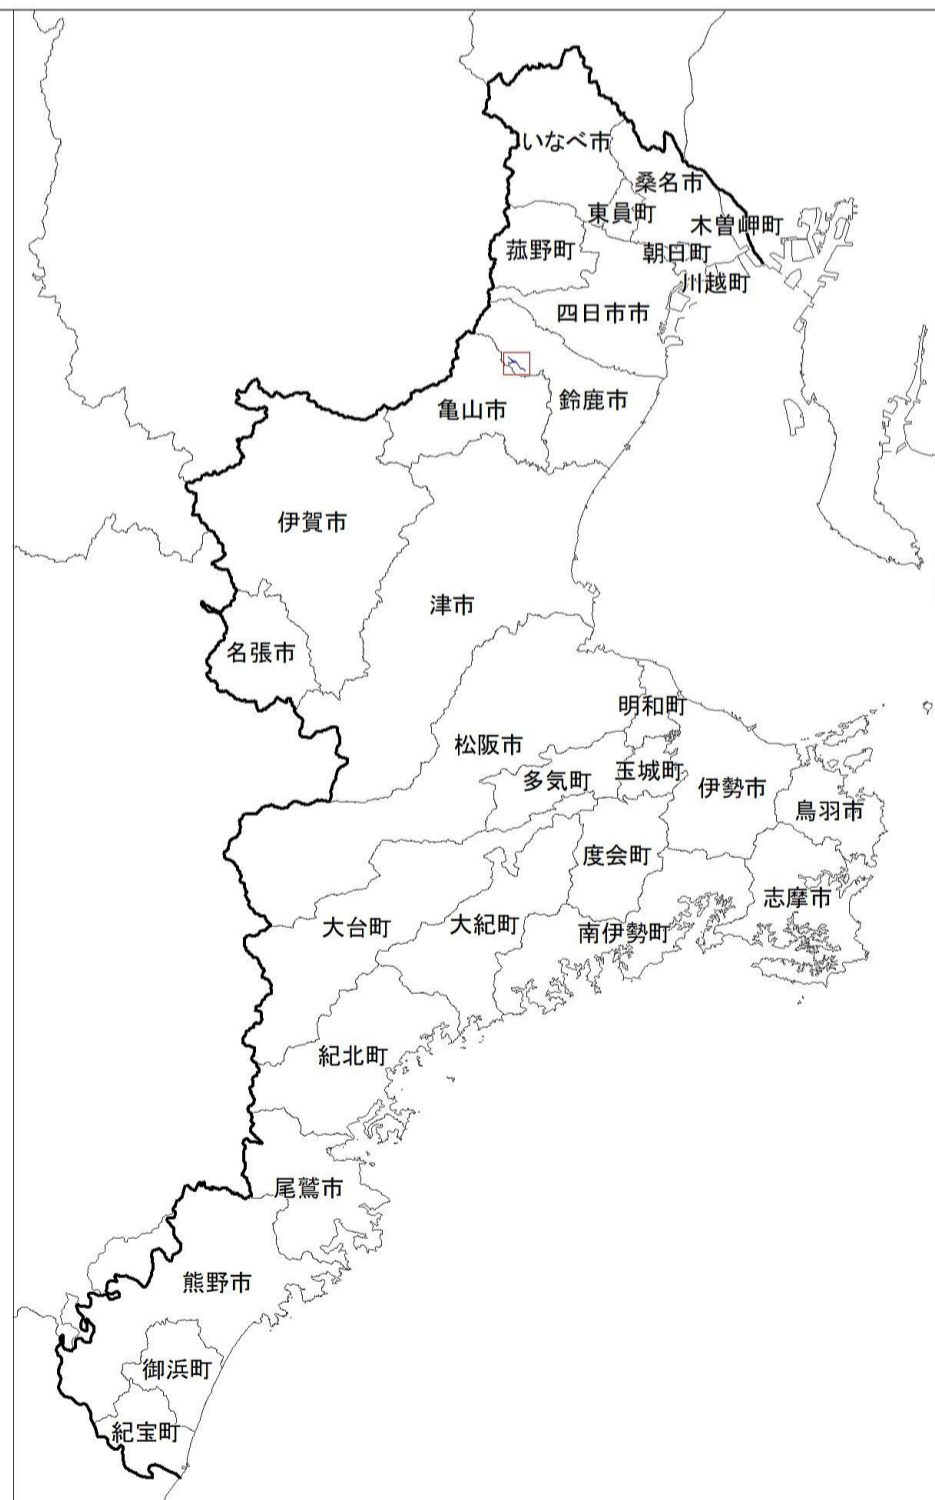 いなべ市
桑名市
東員町
木曽岬町
菰野町
朝日町
川越町
四日市市
亀山市
鈴鹿市
伊賀市
津市
名張市
明和町
松阪市
多気町
玉城町
伊勢市
鳥羽市
度会町
志摩市
大台町
大紀町
南伊勢町
紀北町
尾鷲市
熊野市
御浜町
紀宝町